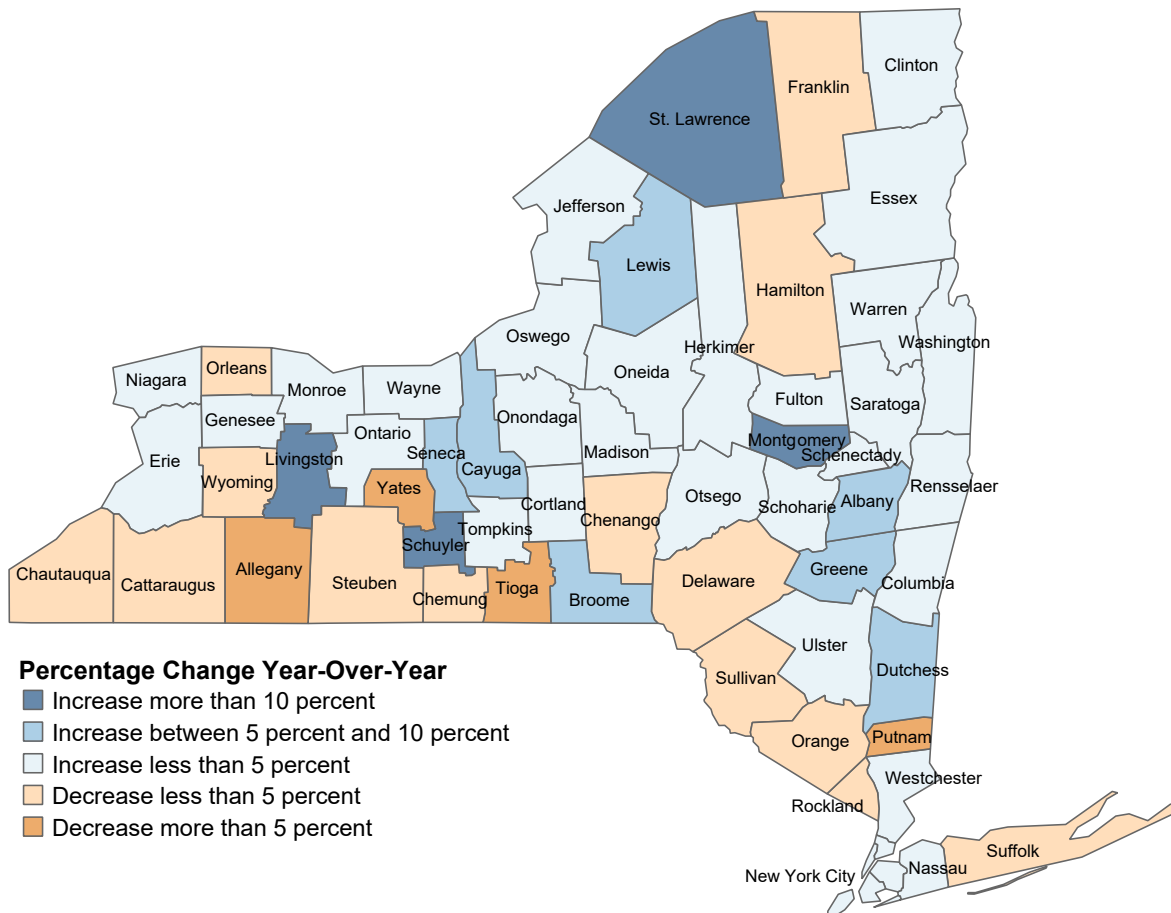 Clinton
Franklin
St. Lawrence
Essex
Jefferson
Lewis
Hamilton
Warren
Oswego
Washington
Herkimer
Orleans
Oneida
Niagara
Wayne
Monroe
Fulton
Saratoga
Genesee
Onondaga
Ontario
Montgomery
Seneca
Madison
Schenectady
Livingston
Erie
Cayuga
Wyoming
Yates
Rensselaer
Otsego
Albany
Cortland
Schoharie
Chenango
Tompkins
Schuyler
Greene
Allegany
Chautauqua
Delaware
Steuben
Columbia
Cattaraugus
Tioga
Chemung
Broome
Ulster
Dutchess
Sullivan
Putnam
Orange
Westchester
Rockland
Suffolk
Nassau
New York City
Percentage Change Year-Over-Year
Increase more than 10 percent
Increase between 5 percent and 10 percent
Increase less than 5 percent
Decrease less than 5 percent
Decrease more than 5 percent